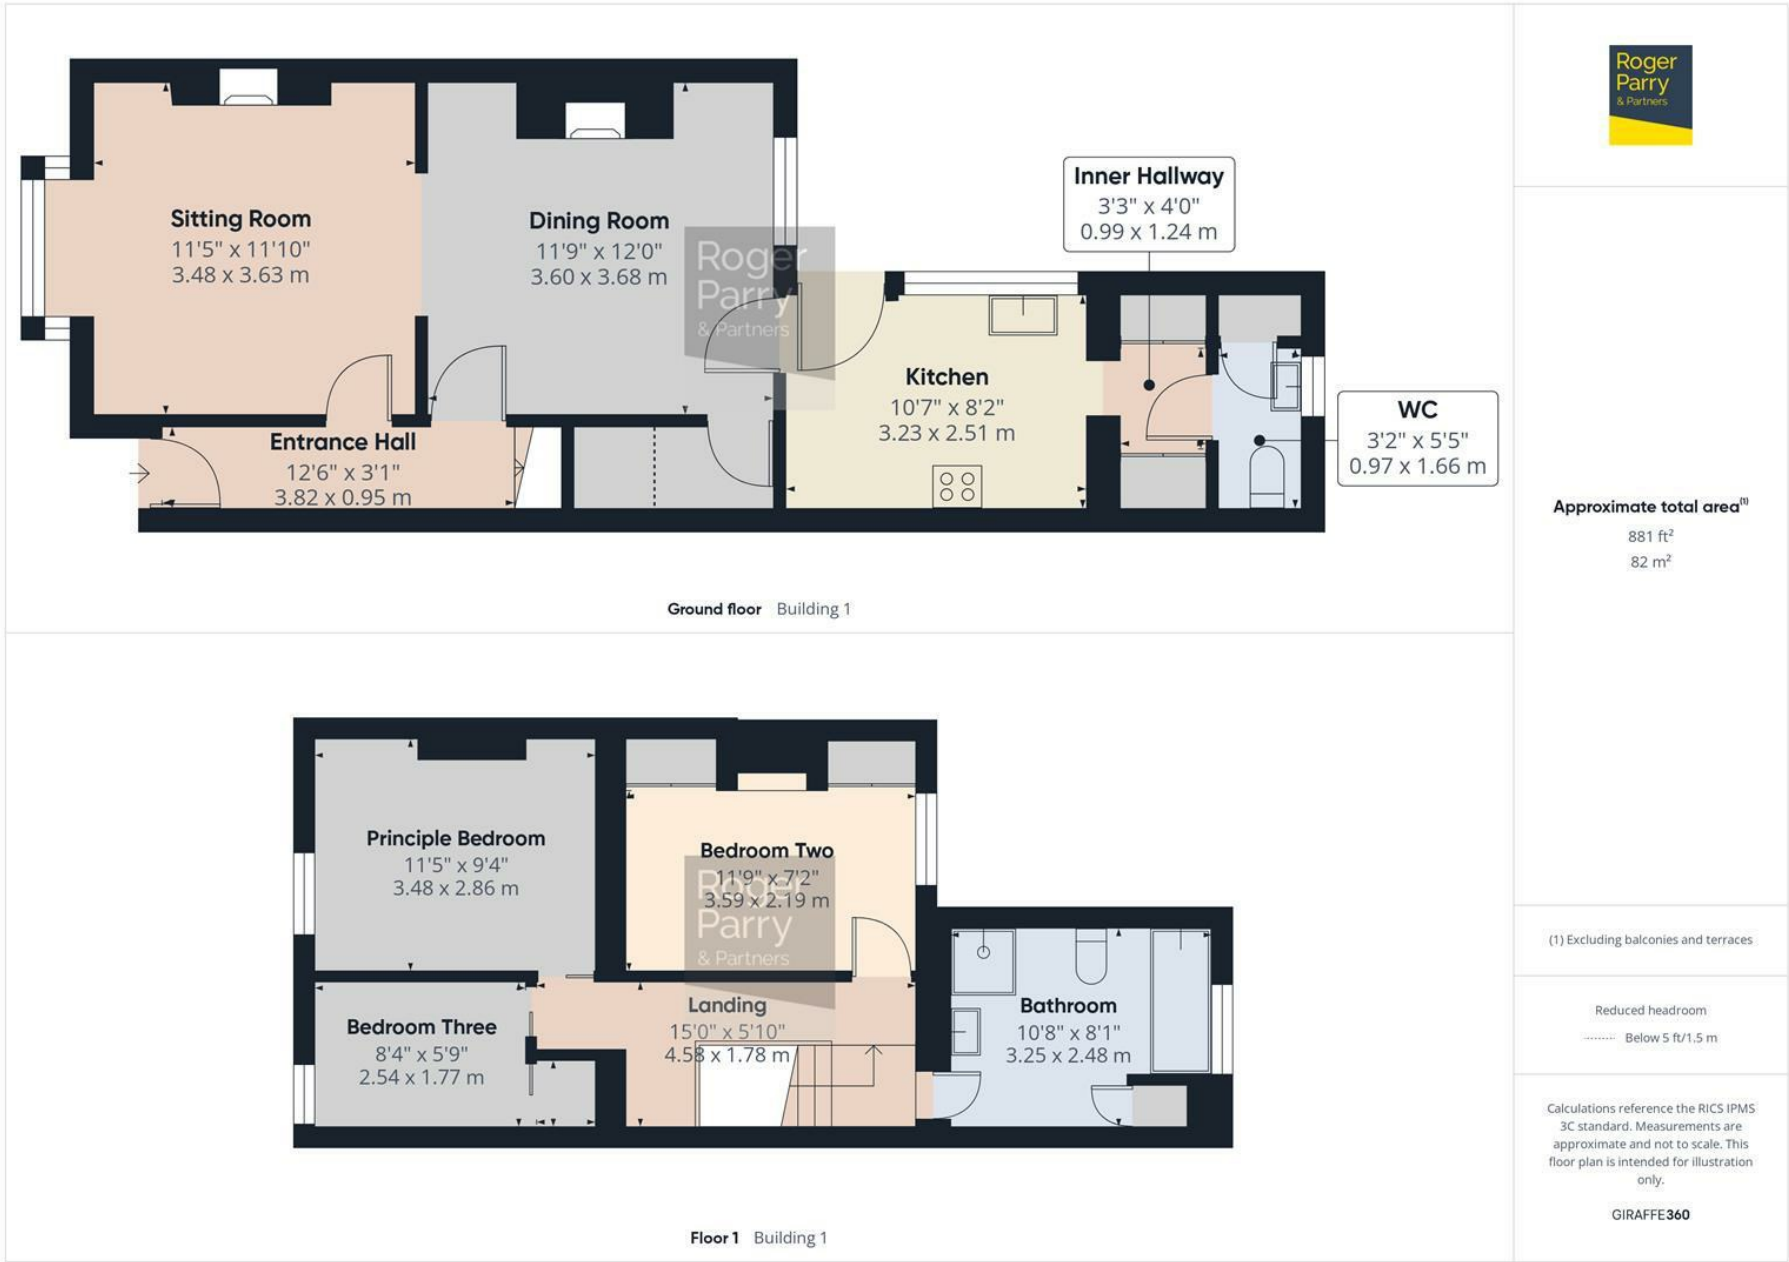 Roger
Parry
& Partners
Inner Hallway
3'3" x 4'0"
0.99 x 1.24 m
Sitting Room
11'5" x 11'10"
3.48 x 3.63 m
Dining Room
11'9" x 12'0"
3.60 x 3.68 m
Roger
Parry
& Partners
Kitchen
10'7" x 8'2"
3.23 x 2.51 m
WC
3'2" x 5'5"
0.97 x 1.66 m
Entrance Hall
12'6" x 3'1"
3.82 x 0.95 m
Approximate total area(1)
881 ft²
82 m²
Ground floor Building 1
Principle Bedroom
11'5" x 9'4"
3.48 x 2.86 m
Bedroom Two
11'9" x 7'2"
3.59 x 2.19 m
Roger
Parry
& Partners
Landing
15'0" x 5'10"
4.58 x 1.78 m
Bedroom Three
8'4" x 5'9"
2.54 x 1.77 m
Bathroom
10'8" x 8'1"
3.25 x 2.48 m
(1) Excluding balconies and terraces
Reduced headroom
Below 5 ft/1.5 m
Calculations reference the RICS IPMS
3C standard. Measurements are
approximate and not to scale. This
floor plan is intended for illustration
only.
GIRAFFE360
Floor 1 Building 1